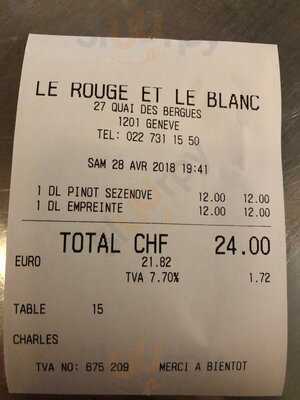 LE ROUGE ET LE BLANC
27 QUAI DES BERGUES
1201 GENEVE
TEL: 022 731 15 50
SAM 28 AVR 2018 19:41
1 DL PINOT SEZENOVE 12.00 12.00
1 DL EMPREINTE 12.00 12.00
TOTAL CHF 24.00
EURO 21.82
TVA 7.70% 1.72
TABLE 15
CHARLES
TVA NO: 675 209 MERCI A BIENTOT